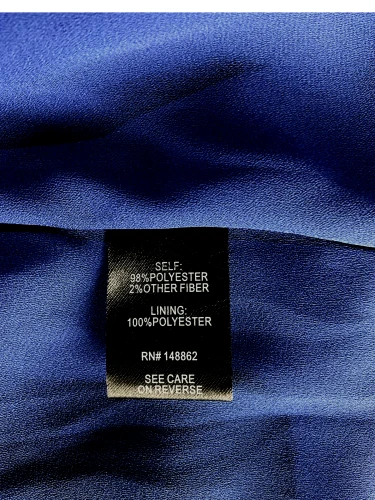 SELF:
98%POLYESTER
2%OTHER FIBER
LINING:
100%POLYESTER
RN# 148862
SEE CARE
ON REVERSE